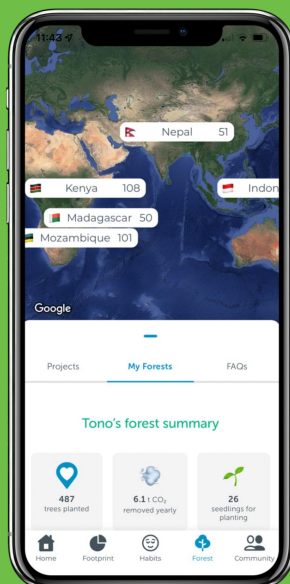 11:43
Nepal 51
Kenya 108
Indon
Madagascar 50
Mozambique 101
Google
Projects My Forests FAQs
Tono's forest summary
487 6.1 t CO₂ 26
trees planted removed yearly seedlings for
planting
Home Footprint Habits Forest Community